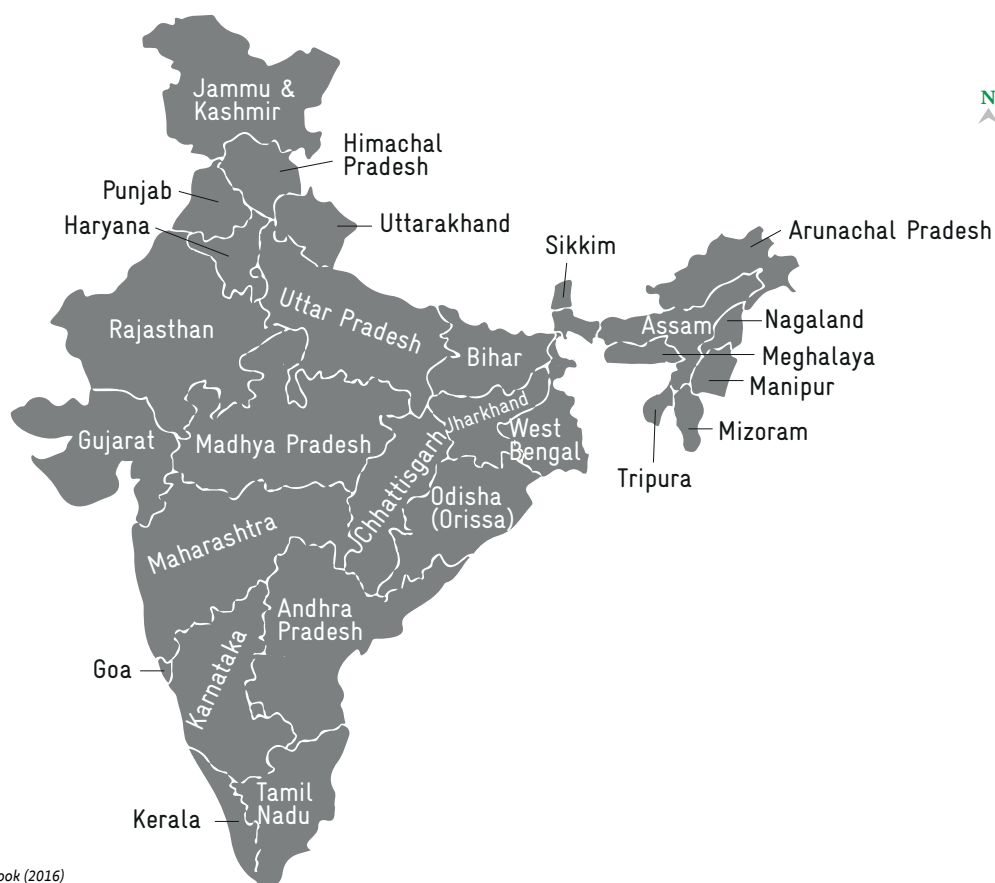 Jammu &
Kashmir
N
Himachal
Pradesh
Punjab
Haryana
Uttarakhand
Arunachal Pradesh
Sikkim
Uttar Pradesh
Rajasthan
Assam
Nagaland
Bihar
Meghalaya
Manipur
Jharkhand
Gujarat
Madhya Pradesh
West
Bengal
Mizoram
Tripura
Chhattisgarh
Odisha
(Orissa)
Maharashtra
Andhra
Pradesh
Karnataka
Goa
Tamil
Nadu
Kerala
(2016)